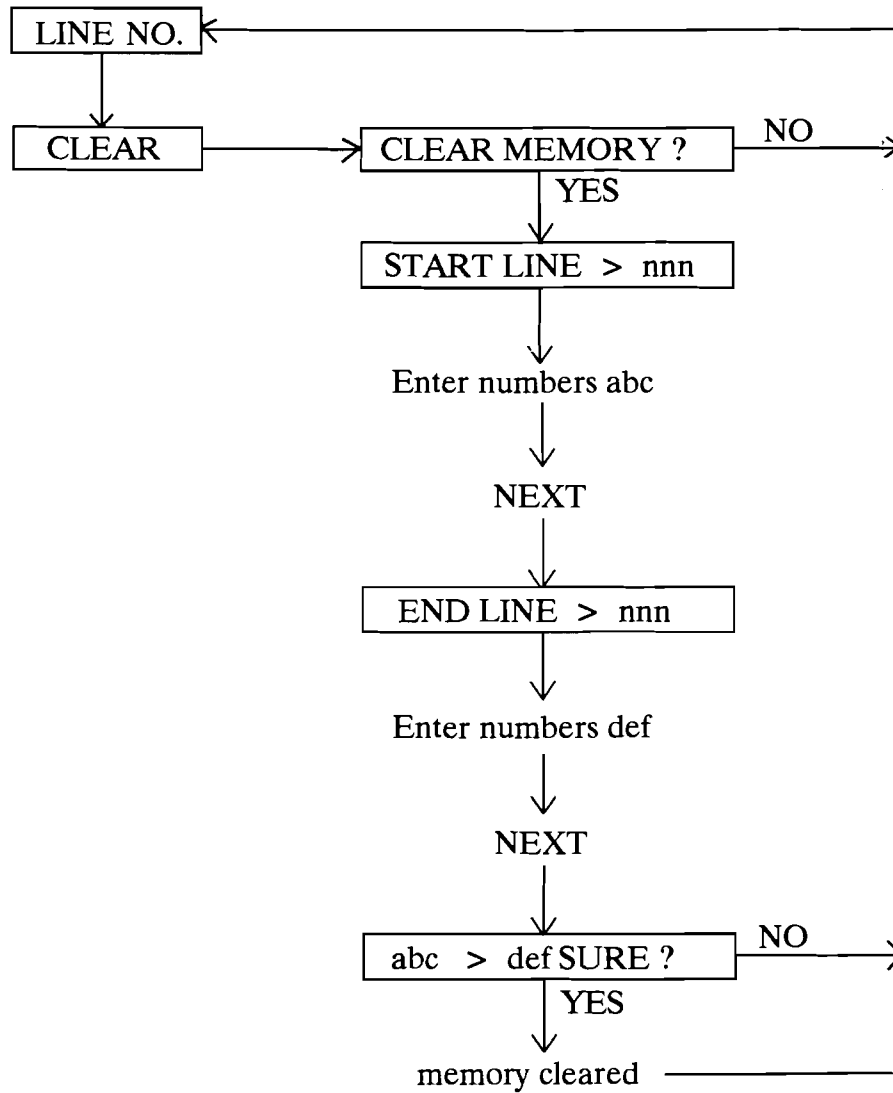 LINE NO.
CLEAR
CLEAR MEMORY ?
NO
YES
START LINE > nnn
Enter numbers abc
NEXT
END LINE > nnn
Enter numbers def
NEXT
abc > def SURE ?
NO
YES
memory cleared